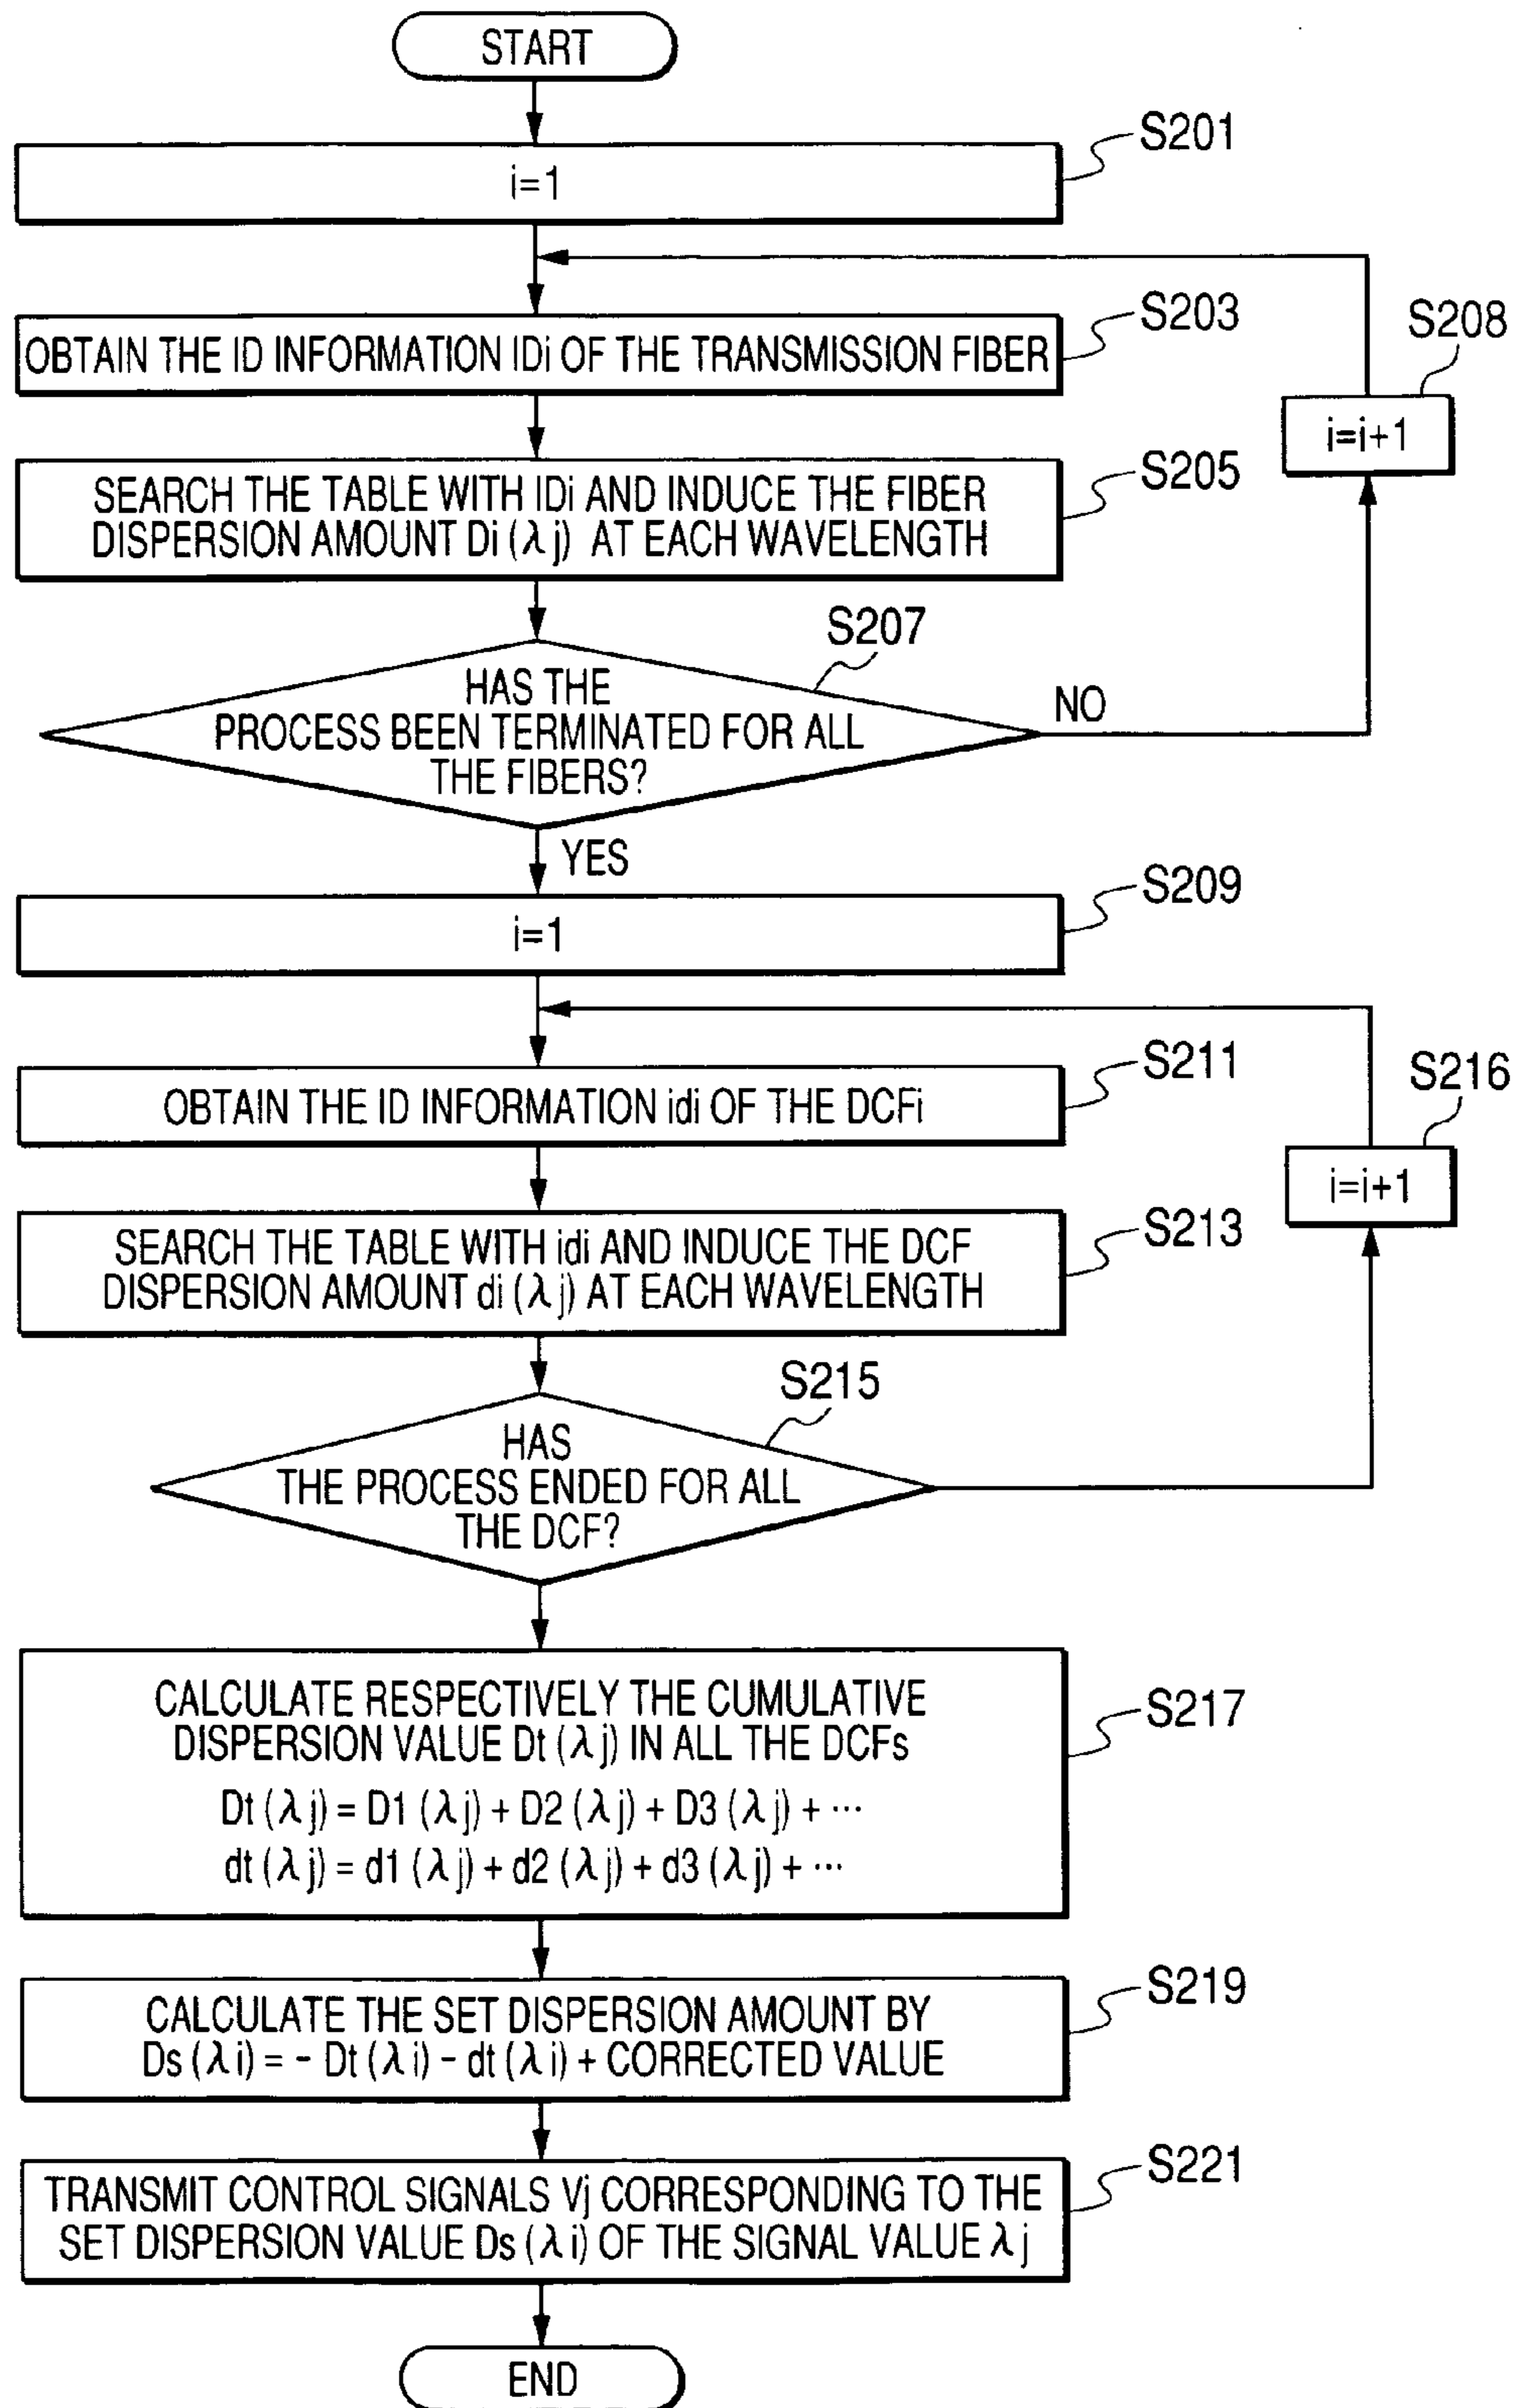 START
S201
i=1
S203
OBTAIN THE ID INFORMATION IDi OF THE TRANSMISSION FIBER
S208
i=i+1
S205
SEARCH THE TABLE WITH IDi AND INDUCE THE FIBER
DISPERSION AMOUNT Di (λj) AT EACH WAVELENGTH
S207
HAS THE
PROCESS BEEN TERMINATED FOR ALL
THE FIBERS?
NO
YES
S209
i=1
S211
OBTAIN THE ID INFORMATION idi OF THE DCFi
S216
i=i+1
S213
SEARCH THE TABLE WITH idi AND INDUCE THE DCF
DISPERSION AMOUNT di (λj) AT EACH WAVELENGTH
S215
HAS
THE PROCESS ENDED FOR ALL
THE DCF?
S217
CALCULATE RESPECTIVELY THE CUMULATIVE
DISPERSION VALUE Dt (λj) IN ALL THE DCFs
Dt (λj) = D1 (λj) + D2 (λj) + D3 (λj) + ···
dt (λj) = d1 (λj) + d2 (λj) + d3 (λj) + ···
S219
CALCULATE THE SET DISPERSION AMOUNT BY
Ds (λi) = - Dt (λi) - dt (λi) + CORRECTED VALUE
S221
TRANSMIT CONTROL SIGNALS Vj CORRESPONDING TO THE
SET DISPERSION VALUE Ds (λi) OF THE SIGNAL VALUE λj
END